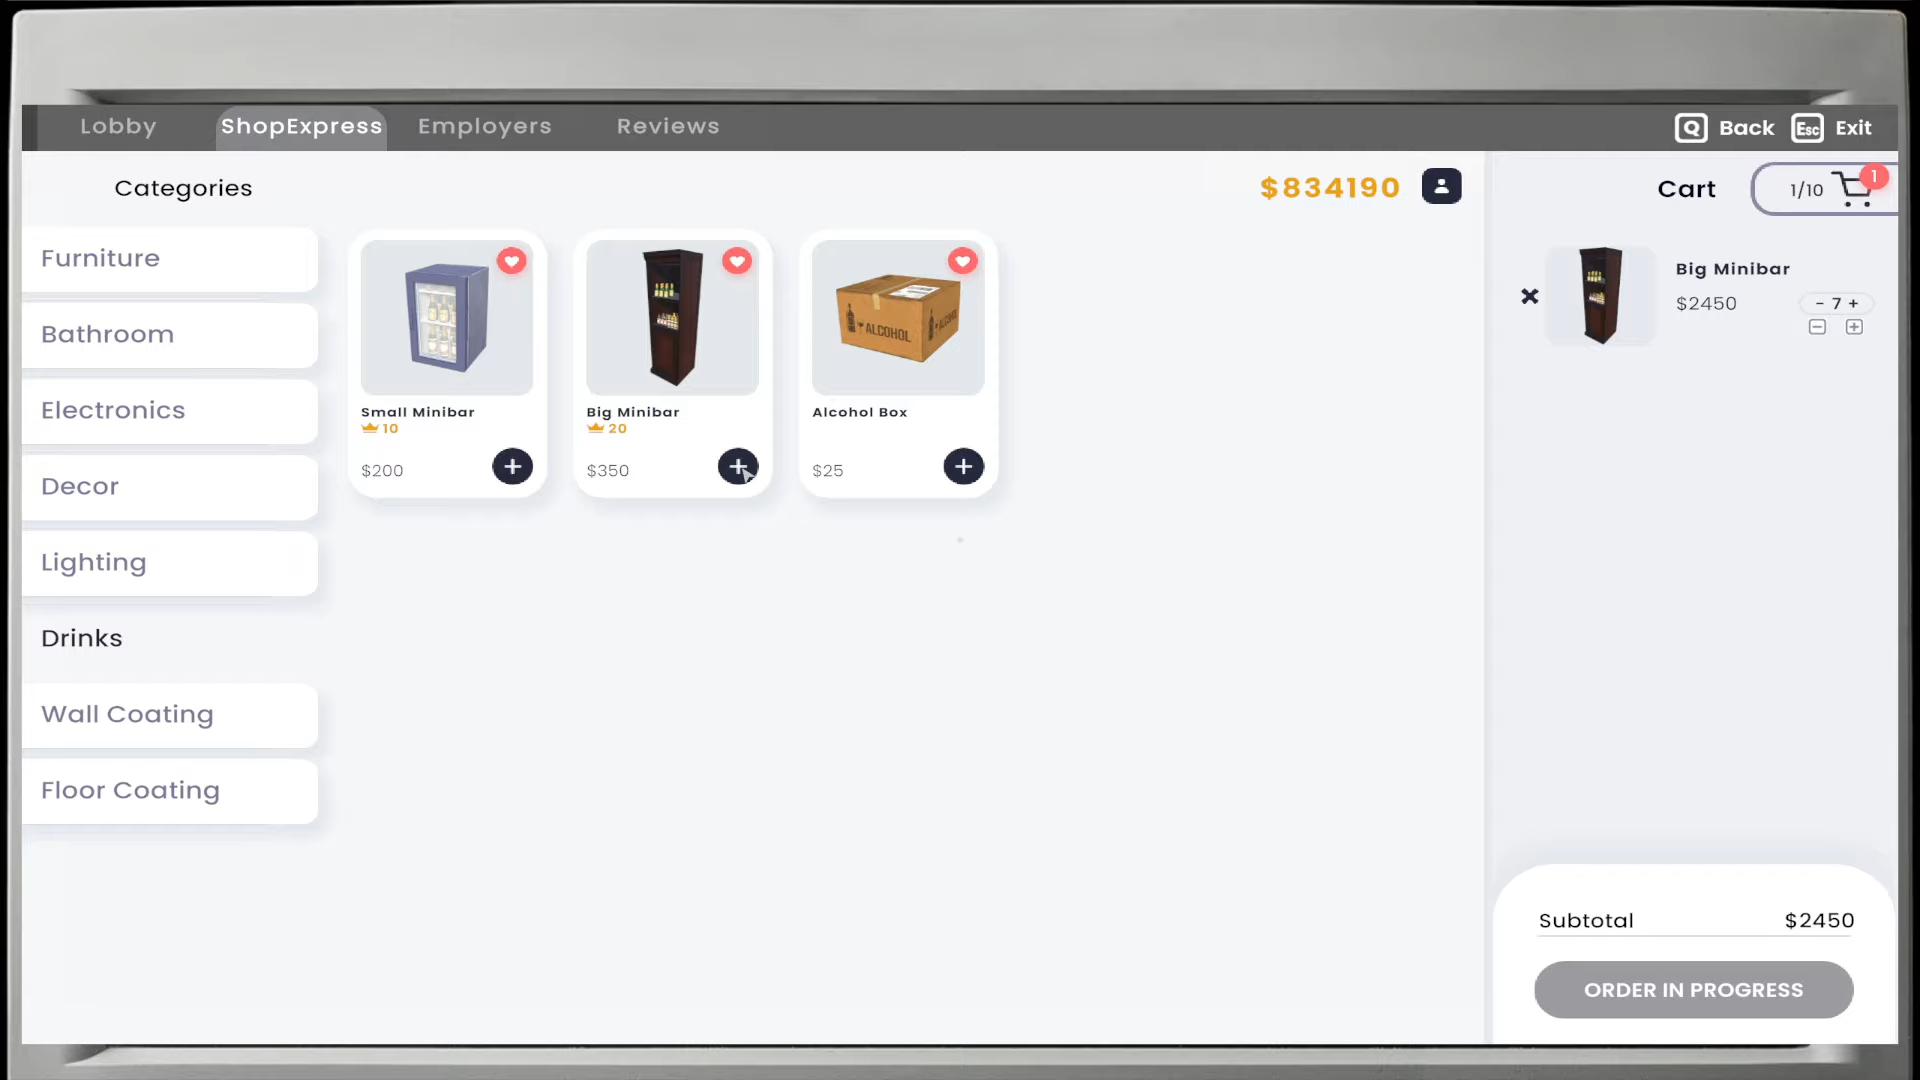 Lobby
ShopExpress
Employers
Reviews
Q Back
Esc Exit
Categories
$834190
Cart
1/10
1
Furniture
Bathroom
Electronics
Decor
Lighting
Drinks
Wall Coating
Floor Coating
ALCOHOL
ALCOHOL
Small Minibar
10
$200
Big Minibar
20
$350
Alcohol Box
$25
Big Minibar
$2450
- 7 +
Subtotal
$2450
ORDER IN PROGRESS